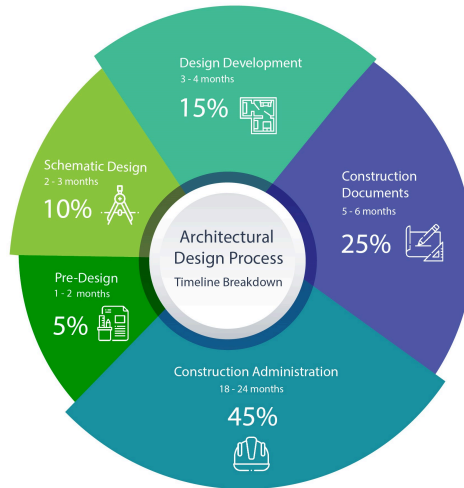 Design Development
3 - 4 months
15%
Schematic Design
2 - 3 months
10%
Construction
Documents
5 - 6 months
25%
Architectural
Design Process
Timeline Breakdown
Pre-Design
1 - 2 months
5%
Construction Administration
18 - 24 months
45%